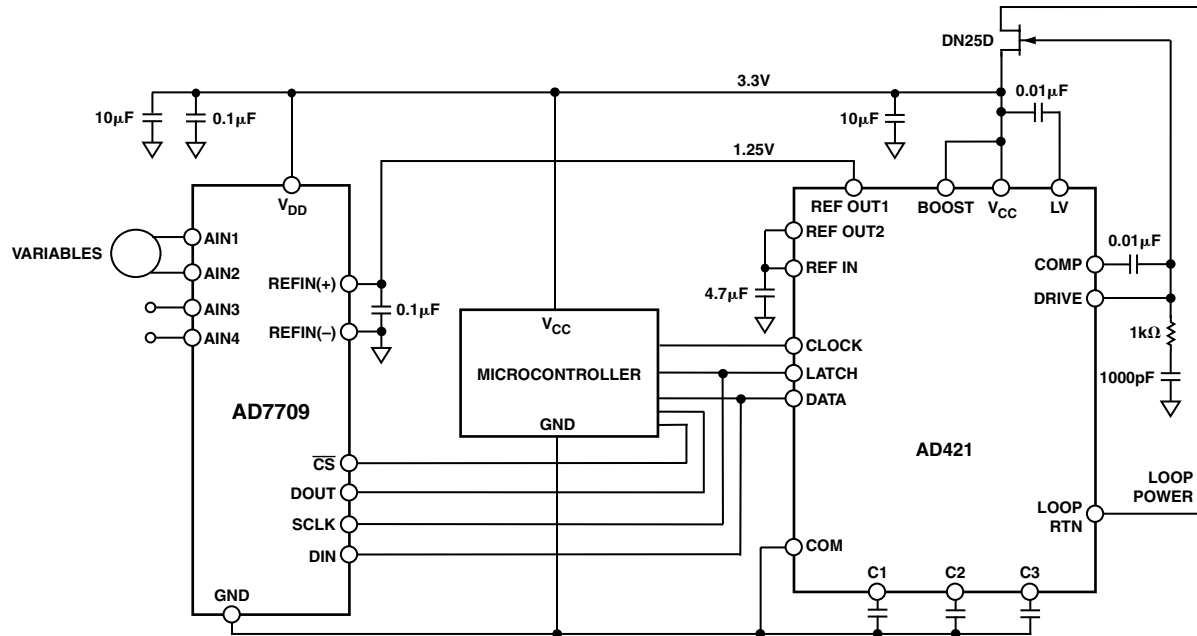 DN25D
3.3V
0.01µF
10µF
0.1µF
10µF
1.25V
VDD
REF OUT1
BOOST
VCC
LV
VARIABLES
AIN1
AIN2
AIN3
AIN4
REFIN(+)
REFIN(–)
0.1µF
REF OUT2
REF IN
4.7µF
COMP
0.01µF
DRIVE
1kΩ
1000pF
VCC
MICROCONTROLLER
GND
CLOCK
LATCH
DATA
AD7709
AD421
CS
DOUT
SCLK
DIN
GND
COM
LOOP
POWER
LOOP
RTN
C1
C2
C3